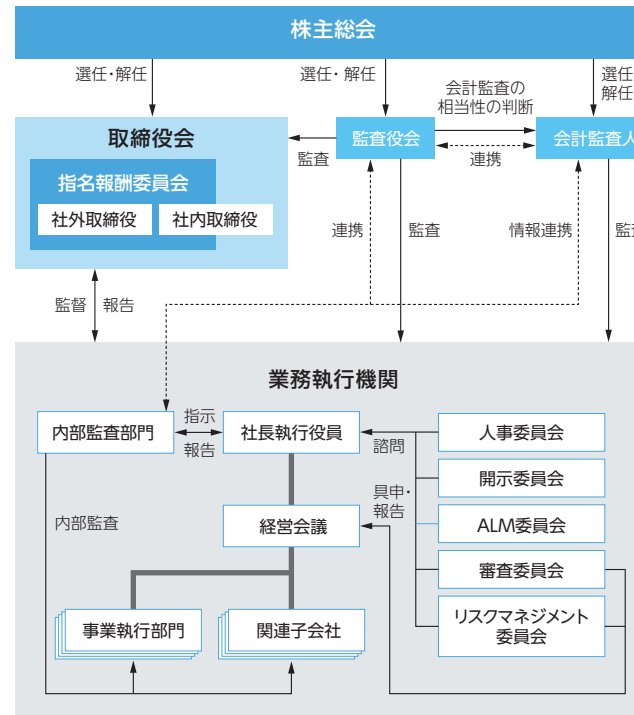 株主総会
選任・解任
選任・ 解任
会計監査の
相当性の判断
選任
解任
取締役会
監査
監査役会
連携
会計監査人
指名報酬委員会
社外取締役
社内取締役
連携
監査
情報連携
監査
監督
報告
業務執行機関
内部監査部門
指示
報告
社長執行役員
諮問
人事委員会
開示委員会
具申・
報告
内部監査
経営会議
ALM委員会
審査委員会
リスクマネジメント
委員会
事業執行部門
関連子会社